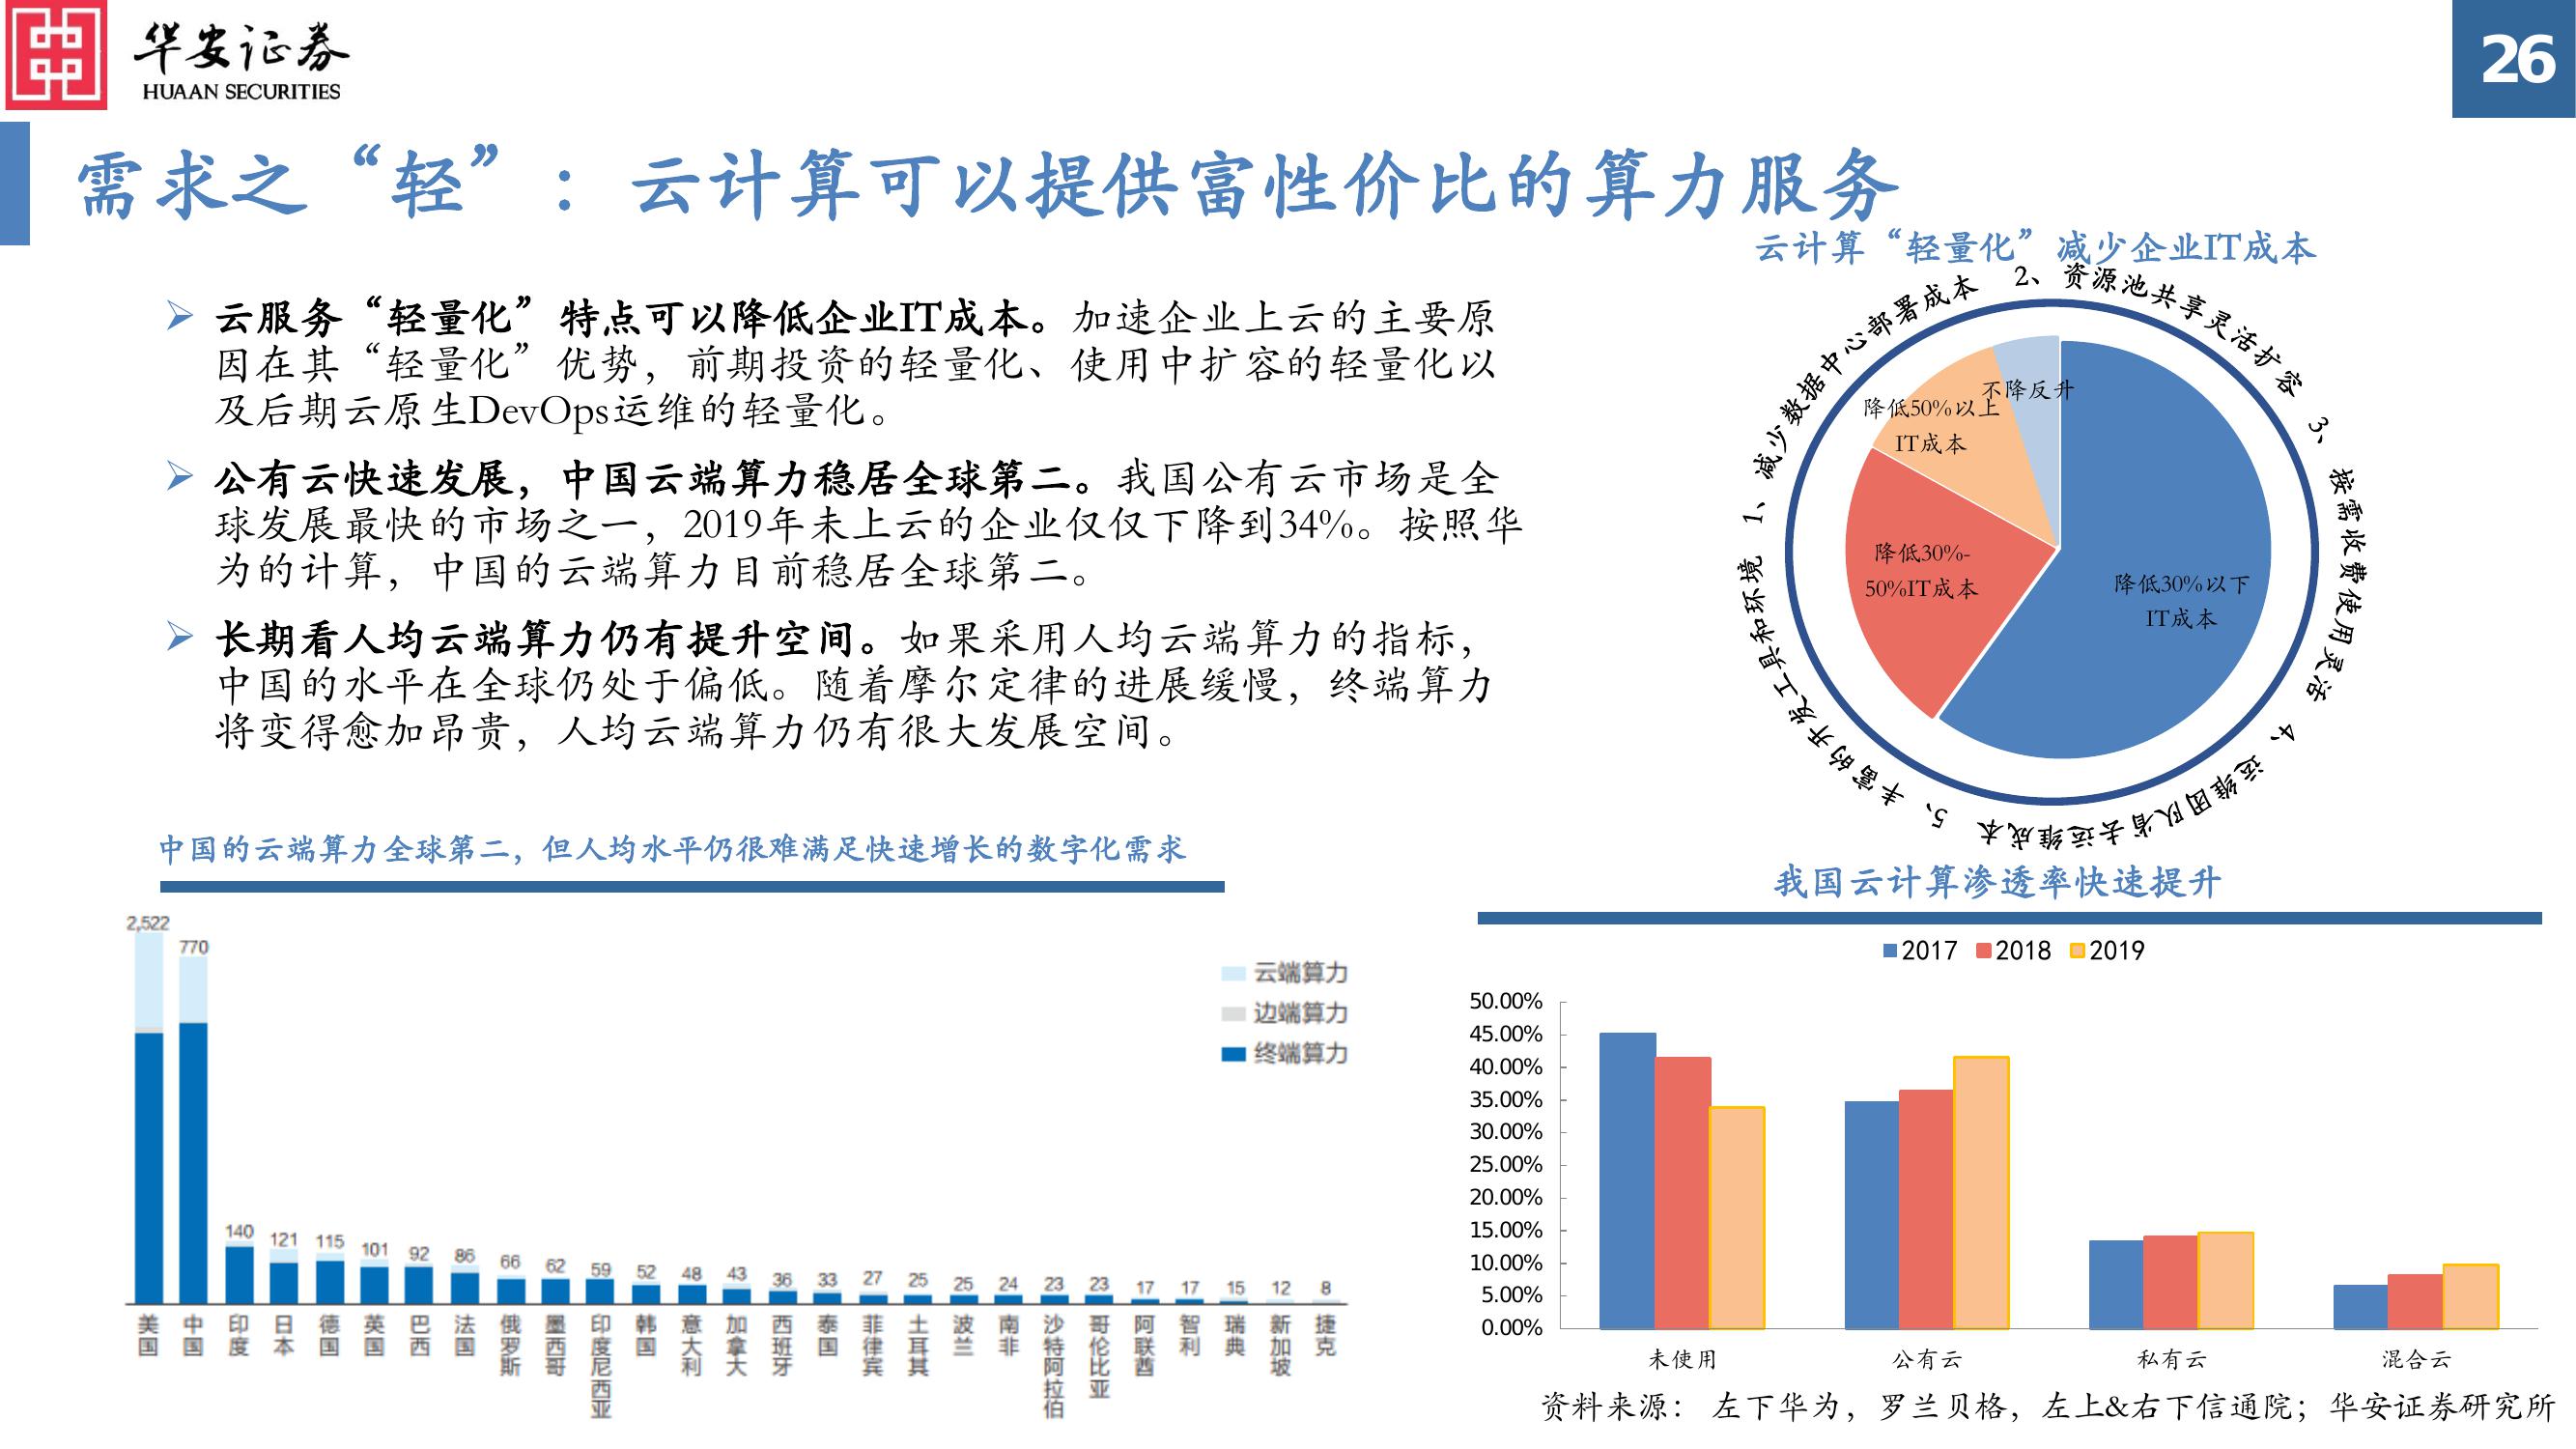 华安证券
HUAAN SECURITIES
26
需求之“轻”：云计算可以提供富性价比的算力服务
云服务“轻量化”特点可以降低企业IT成本。加速企业上云的主要原
因在其“轻量化”优势，前期投资的轻量化、使用中扩容的轻量化以
及后期云原生DevOps运维的轻量化。
公有云快速发展，中国云端算力稳居全球第二。我国公有云市场是全
球发展最快的市场之一，2019年未上云的企业仅仅下降到34%。按照华
为的计算，中国的云端算力目前稳居全球第二。
长期看人均云端算力仍有提升空间。如果采用人均云端算力的指标，
中国的水平在全球仍处于偏低。随着摩尔定律的进展缓慢，终端算力
将变得愈加昂贵，人均云端算力仍有很大发展空间。
云计算“轻量化”减少企业IT成本
1、减少数据中心部署成本
2、资源池共享灵活扩容
3、按需收费使用灵活
4、运维团队省去运维成本
5、丰富的开发工具和环境
不降反升
降低50%以上
IT成本
降低30%-
50%IT成本
降低30%以下
IT成本
中国的云端算力全球第二，但人均水平仍很难满足快速增长的数字化需求
云端算力
边端算力
终端算力
2,522
770
140
121
115
101
92
86
66
62
59
52
48
43
36
33
27
25
25
24
23
23
17
17
15
12
8
美国
中国
印度
日本
德国
英国
巴西
法国
俄罗斯
墨西哥
印度尼西亚
韩国
意大利
加拿大
西班牙
泰国
菲律宾
土耳其
波兰
南非
沙特阿拉伯
哥伦比亚
阿联酋
智利
瑞典
新加坡
捷克
我国云计算渗透率快速提升
2017 2018 2019
50.00%
45.00%
40.00%
35.00%
30.00%
25.00%
20.00%
15.00%
10.00%
5.00%
0.00%
未使用 公有云 私有云 混合云
资料来源： 左下华为，罗兰贝格，左上&右下信通院；华安证券研究所